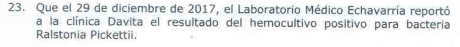 23. Que el 29 de diciembre de 2017, el Laboratorio Médico Echavarría reportó
a la clínica Davita el resultado del hemocultivo positivo para bacteria
Ralstonia Pickettii.